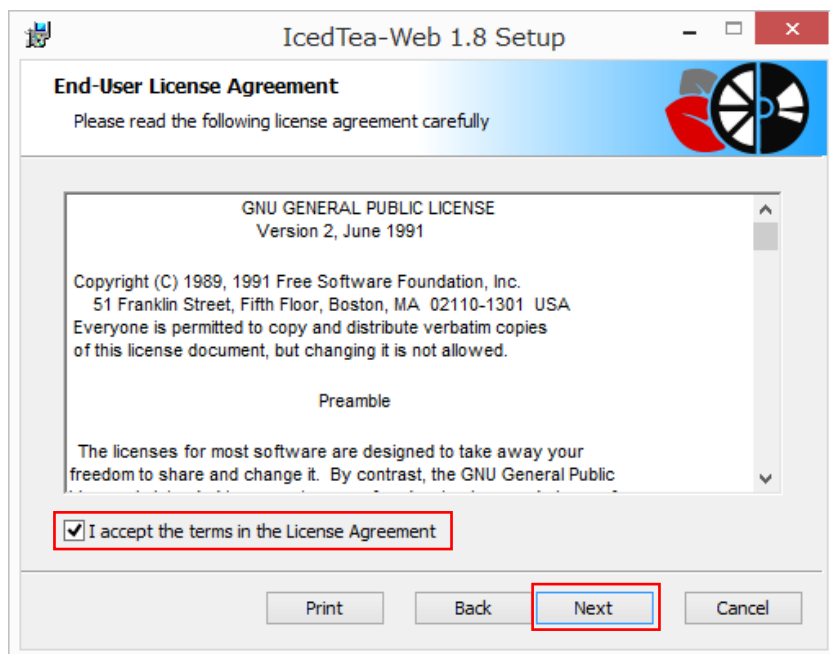 IcedTea-Web 1.8 Setup
End-User License Agreement
Please read the following license agreement carefully
GNU GENERAL PUBLIC LICENSE
Version 2, June 1991
Copyright (C) 1989, 1991 Free Software Foundation, Inc.
51 Franklin Street, Fifth Floor, Boston, MA 02110-1301 USA
Everyone is permitted to copy and distribute verbatim copies
of this license document, but changing it is not allowed.
Preamble
The licenses for most software are designed to take away your
freedom to share and change it. By contrast, the GNU General Public
I accept the terms in the License Agreement
Print Back Next Cancel